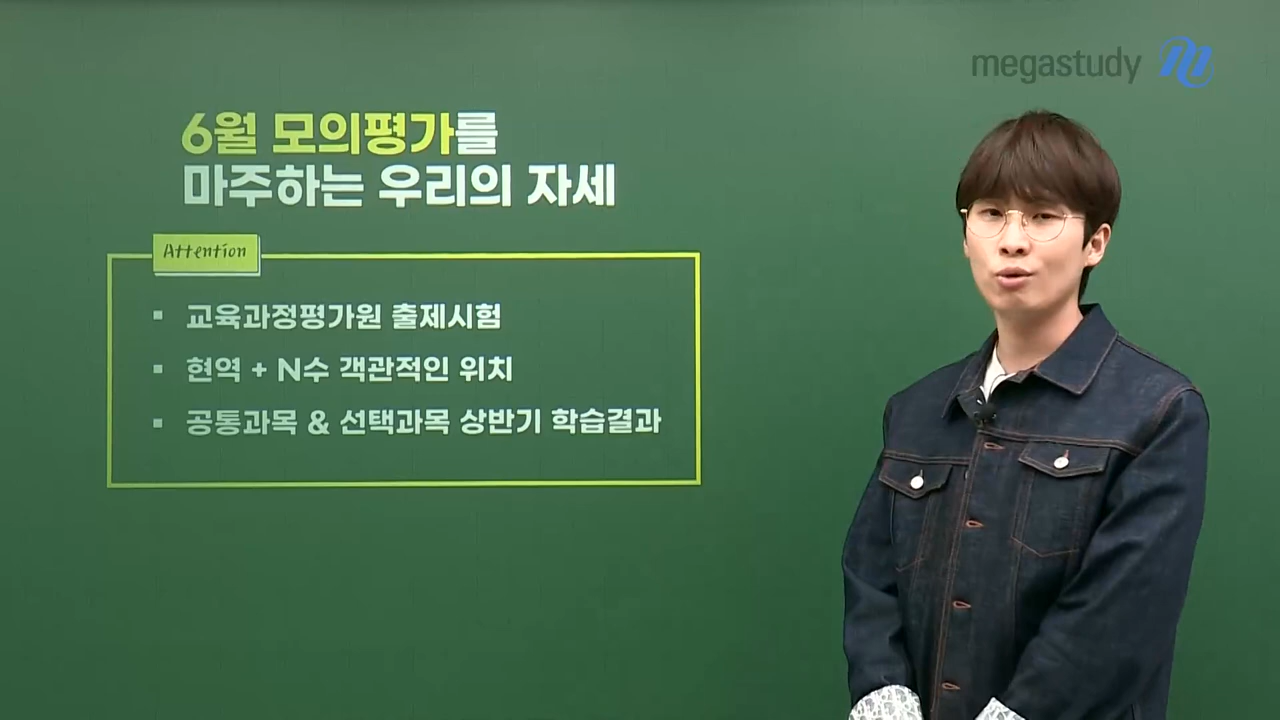 megastudy
6월 모의평가를
마주하는 우리의 자세
Attention
교육과정평가원 출제시험
현역 + N수 객관적인 위치
공통과목 & 선택과목 상반기 학습결과